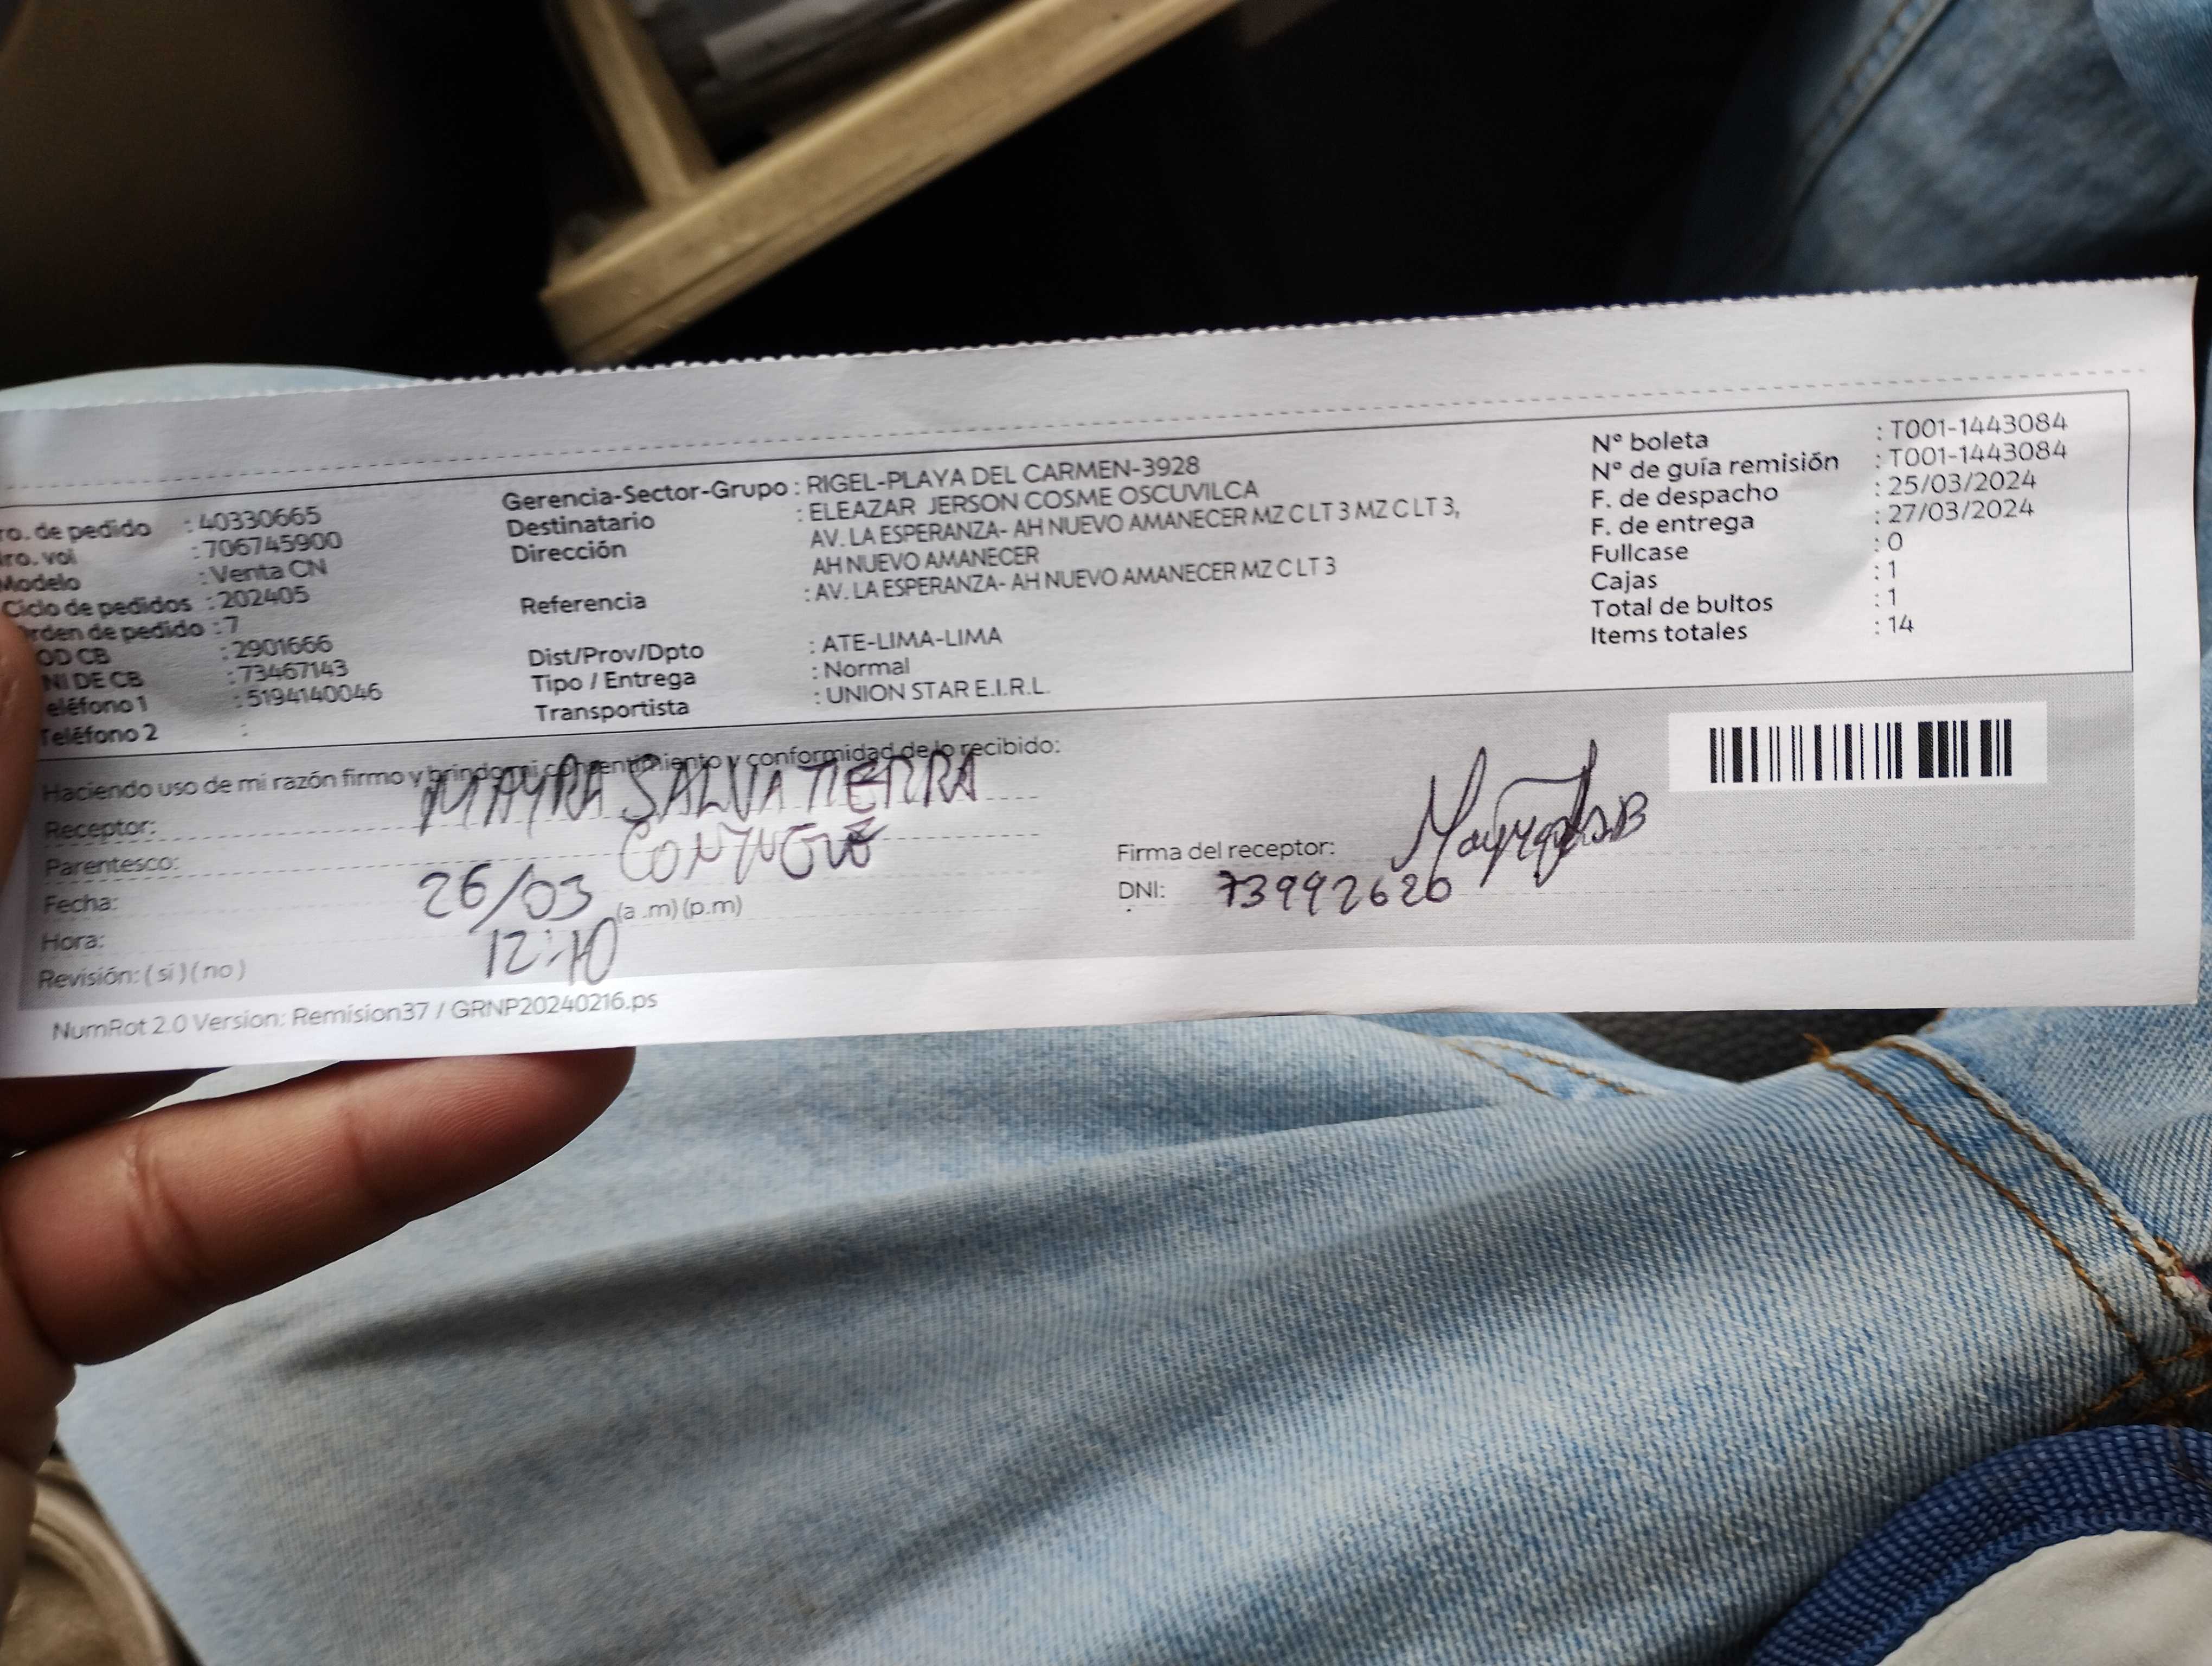 ro. de pedido : 40330665
ro. vol : 706745900
Modelo : Venta CN
Ciclo de pedidos : 202405
rden de pedido : 7
OD CB : 2901666
NI DE CB : 73467143
eléfono 1 : 5194140046
Teléfono 2 :
Gerencia-Sector-Grupo : RIGEL-PLAYA DEL CARMEN-3928
Destinatario : ELEAZAR JERSON COSME OSCUVILCA
Dirección AV. LA ESPERANZA- AH NUEVO AMANECER MZ C LT 3 MZ C LT 3,
AH NUEVO AMANECER
Referencia : AV. LA ESPERANZA- AH NUEVO AMANECER MZ C LT 3
Dist/Prov/Dpto : ATE-LIMA-LIMA
Tipo / Entrega : Normal
Transportista : UNION STAR E.I.R.L.
N° boleta : T001-1443084
N° de guía remisión : T001-1443084
F. de despacho : 25/03/2024
F. de entrega : 27/03/2024
Fullcase : 0
Cajas : 1
Total de bultos : 1
Items totales : 14
Haciendo uso de mi razón firmo y brindo mi consentimiento y conformidad de lo recibido:
Receptor: MAYRA SALVATIERRA
Parentesco: CONYUGUE
Fecha: 26/03
Hora: 12:10 (a .m) (p.m)
Revisión: ( si ) ( no )
Firma del receptor:
DNI: 73992620
NumRot 2.0 Version: Remision37 / GRNP20240216.ps